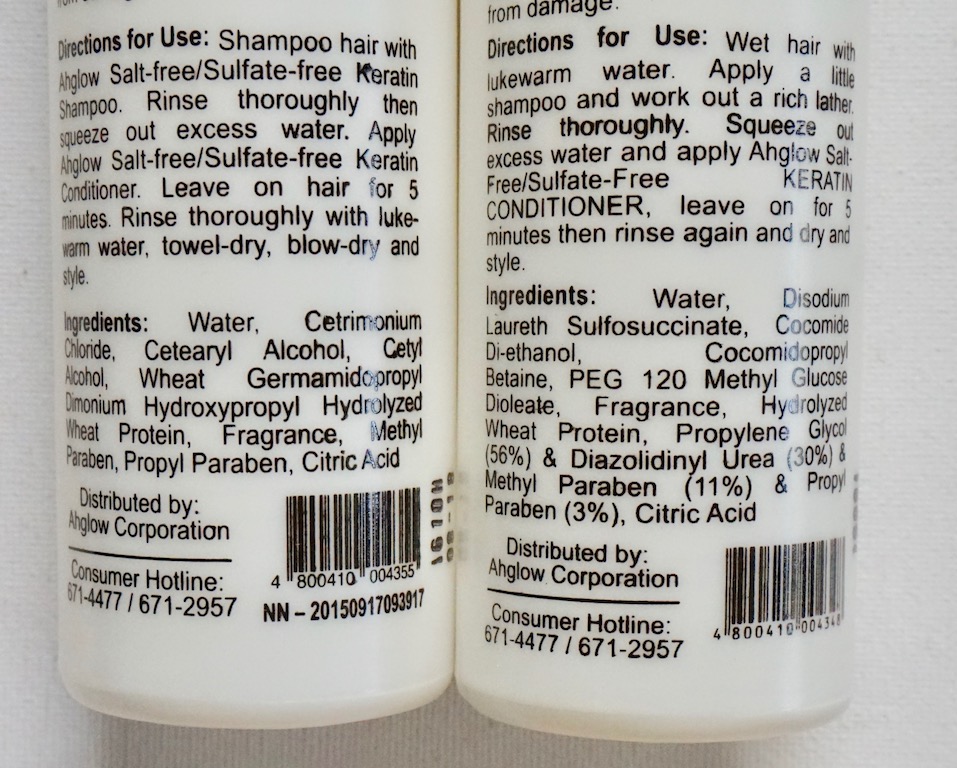 Directions for Use: Shampoo hair with
Ahglow Salt-free/Sulfate-free Keratin
Shampoo. Rinse thoroughly then
squeeze out excess water. Apply
Ahglow Salt-free/Sulfate-free Keratin
Conditioner. Leave on hair for 5
minutes. Rinse thoroughly with luke-
warm water, towel-dry, blow-dry and
style.
Ingredients: Water, Cetrimonium
Chloride, Cetearyl Alcohol, Cetyl
Alcohol, Wheat Germamidopropyl
Dimonium Hydroxypropyl Hydrolyzed
Wheat Protein, Fragrance, Methyl
Paraben, Propyl Paraben, Citric Acid
Distributed by:
Ahglow Corporation
Consumer Hotline:
671-4477 / 671-2957
4 800410 004355
NN – 20150917093917
from damage.
Directions for Use: Wet hair with
lukewarm water. Apply a little
shampoo and work out a rich lather.
Rinse thoroughly. Squeeze out
excess water and apply Ahglow Salt-
Free/Sulfate-Free KERATIN
CONDITIONER, leave on for 5
minutes then rinse again and dry and
style.
Ingredients: Water, Disodium
Laureth Sulfosuccinate, Cocomide
Di-ethanol, Cocomidopropyl
Betaine, PEG 120 Methyl Glucose
Dioleate, Fragrance, Hydrolyzed
Wheat Protein, Propylene Glycol
(56%) & Diazolidinyl Urea (30%) &
Methyl Paraben (11%) & Propyl
Paraben (3%), Citric Acid
Distributed by:
Ahglow Corporation
Consumer Hotline:
671-4477 / 671-2957
4 800410 004348